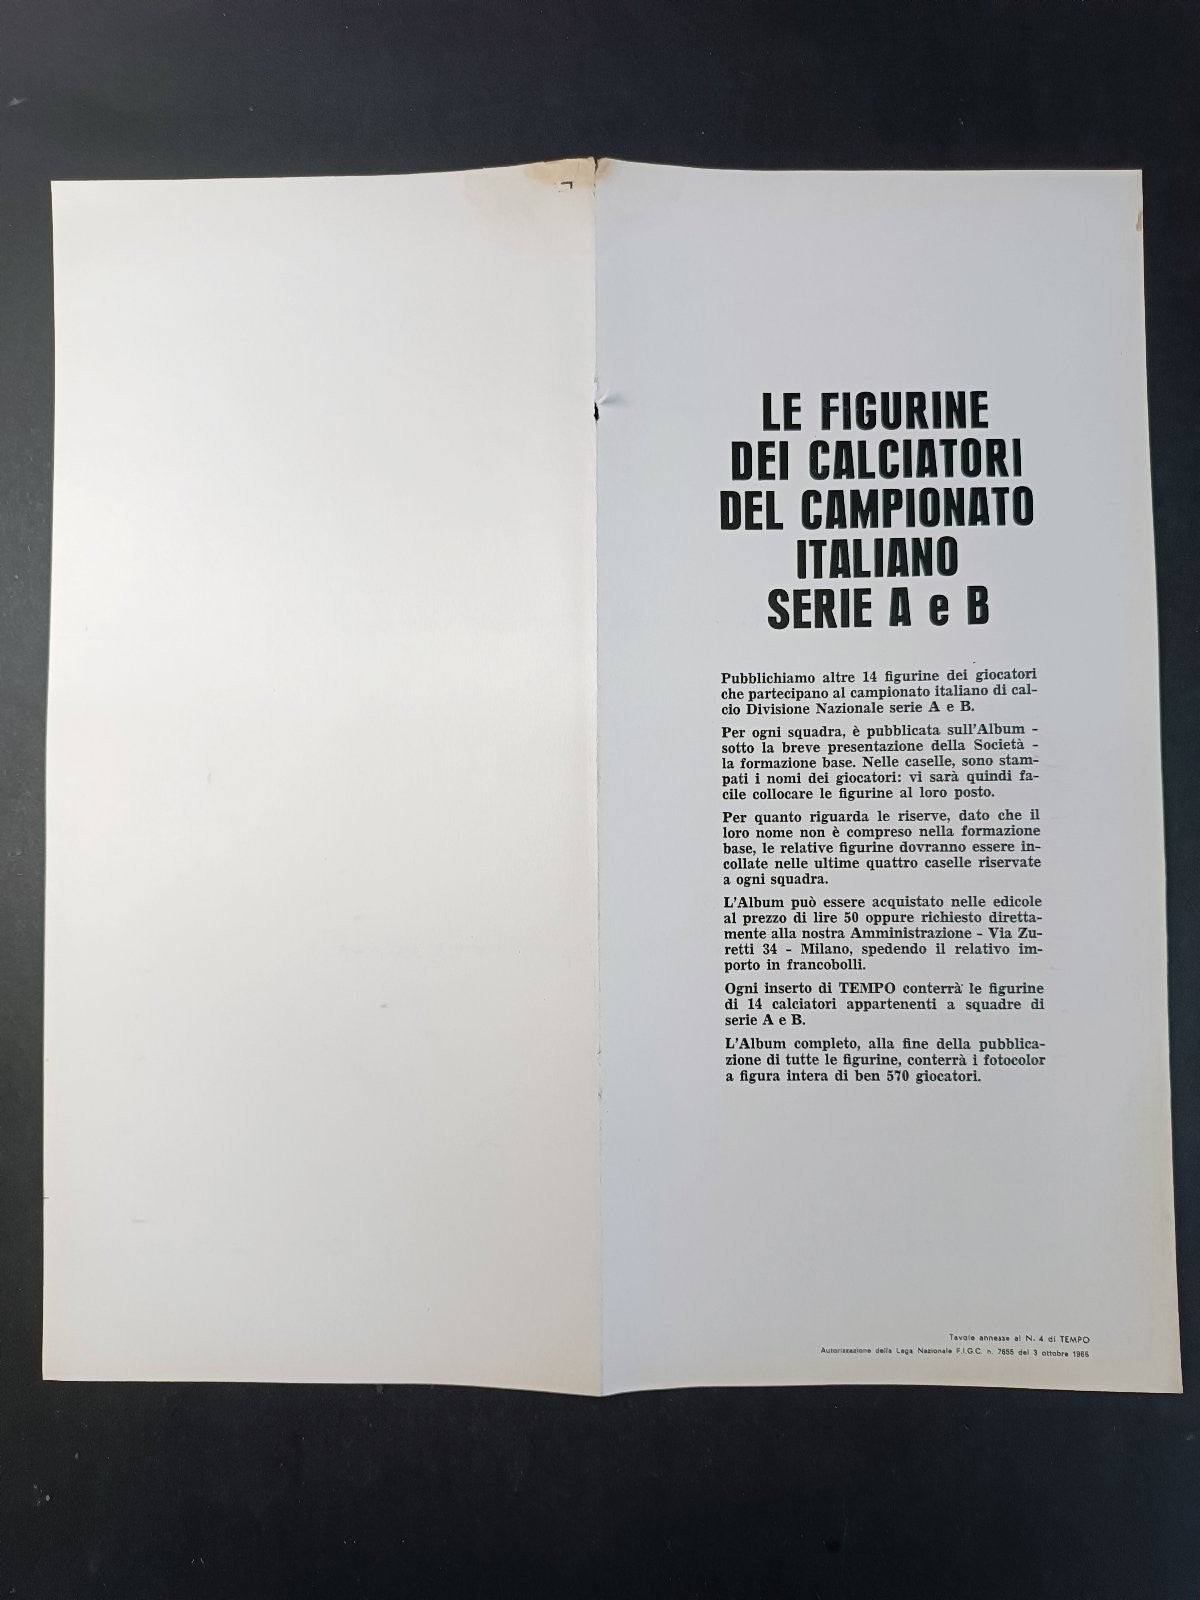 LE FIGURINE
DEI CALCIATORI
DEL CAMPIONATO
ITALIANO
SERIE A e B
Pubblichiamo altre 14 figurine dei giocatori
che partecipano al campionato italiano di cal-
cio Divisione Nazionale serie A e B.
Per ogni squadra, è pubblicata sull'Album -
sotto la breve presentazione della Società -
la formazione base. Nelle caselle, sono stam-
pati i nomi dei giocatori: vi sarà quindi fa-
cile collocare le figurine al loro posto.
Per quanto riguarda le riserve, dato che il
loro nome non è compreso nella formazione
base, le relative figurine dovranno essere in-
collate nelle ultime quattro caselle riservate
a ogni squadra.
L'Album può essere acquistato nelle edicole
al prezzo di lire 50 oppure richiesto diretta-
mente alla nostra Amministrazione - Via Zu-
retti 34 - Milano, spedendo il relativo im-
porto in francobolli.
Ogni inserto di TEMPO conterrà le figurine
di 14 calciatori appartenenti a squadre di
serie A e B.
L'Album completo, alla fine della pubblica-
zione di tutte le figurine, conterrà i fotocolor
a figura intera di ben 570 giocatori.
Tavole annesse al N. 4 di TEMPO
Autorizzazione della Lega Nazionale F.I.G.C. n. 7655 del 3 ottobre 1966